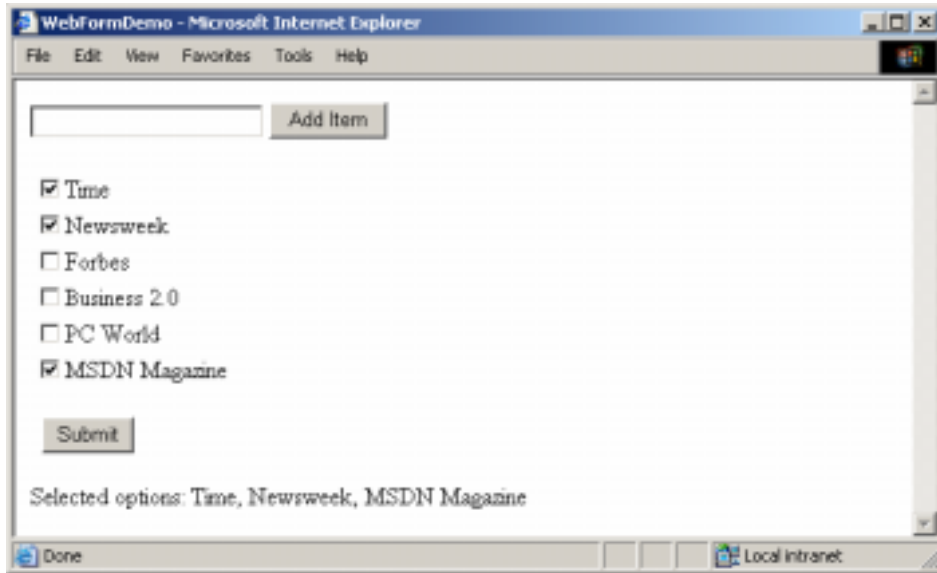 WebFormDemo - Microsoft Internet Explorer
File Edit View Favorites Tools Help
Add Item
Time
Newsweek
Forbes
Business 2.0
PC World
MSDN Magazine
Submit
Selected options: Time, Newsweek, MSDN Magazine
Done Local intranet